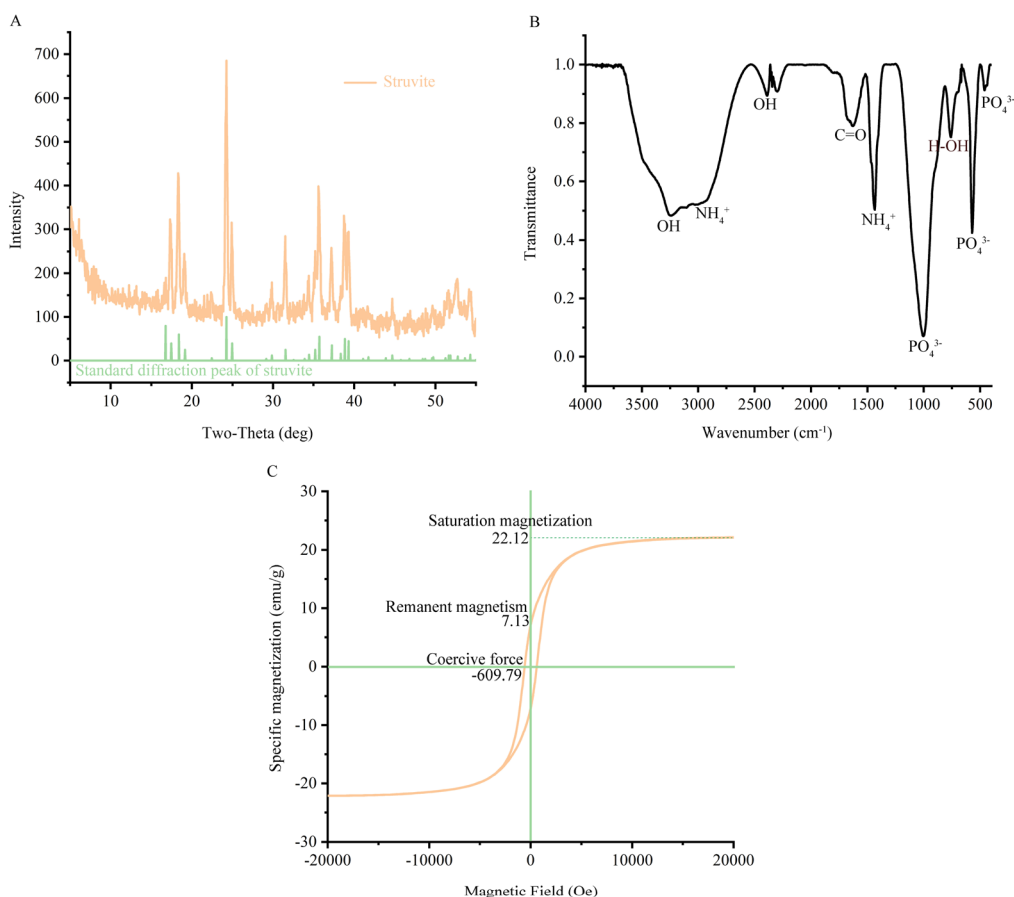 A
700
600
500
400
300
200
100
0
Intensity
Struvite
Standard diffraction peak of struvite
10
20
30
40
50
Two-Theta (deg)
B
1.0
0.8
0.6
0.4
0.2
0.0
Transmittance
OH
NH₄⁺
OH
C=O
NH₄⁺
PO₄³⁻
H-OH
PO₄³⁻
PO₄³⁻
4000
3500
3000
2500
2000
1500
1000
500
Wavenumber (cm⁻¹)
C
30
20
10
0
-10
-20
-30
Specific magnetization (emu/g)
Saturation magnetization
22.12
Remanent magnetism
7.13
Coercive force
-609.79
-20000
-10000
0
10000
20000
Magnetic Field (Oe)